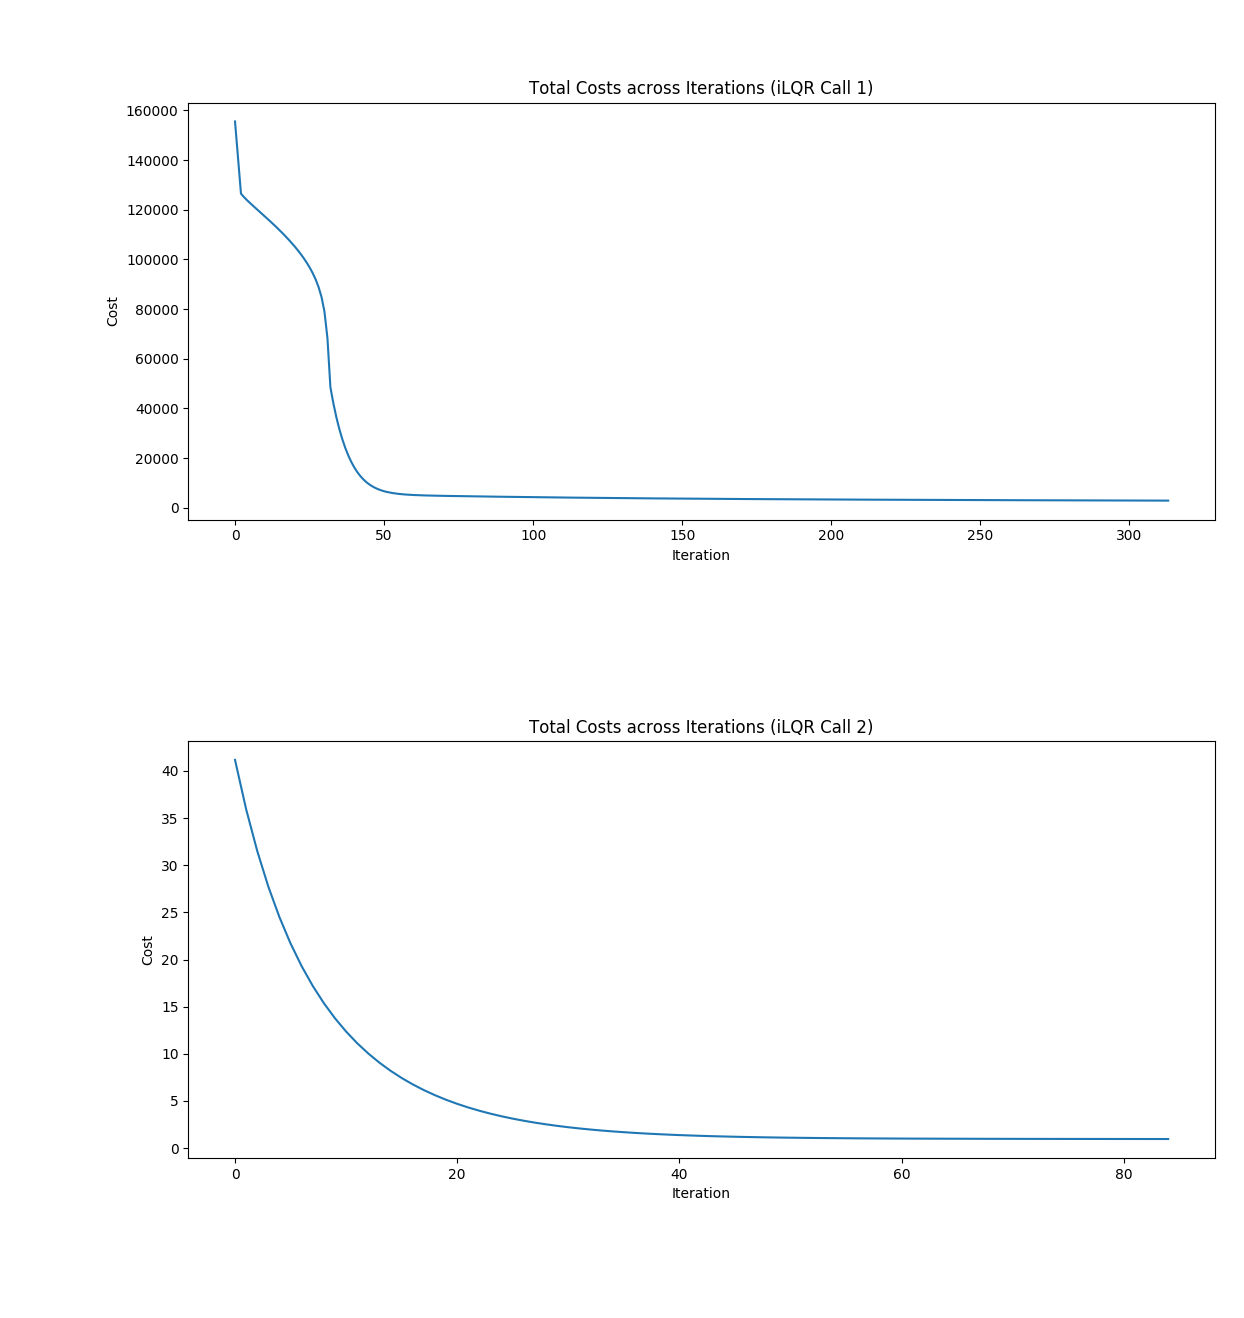 Total Costs across Iterations (iLQR Call 1)
160000
140000
120000
100000
80000
60000
40000
20000
0
Cost
0 50 100 150 200 250 300
Iteration
Total Costs across Iterations (iLQR Call 2)
40
35
30
25
20
15
10
5
0
Cost
0 20 40 60 80
Iteration